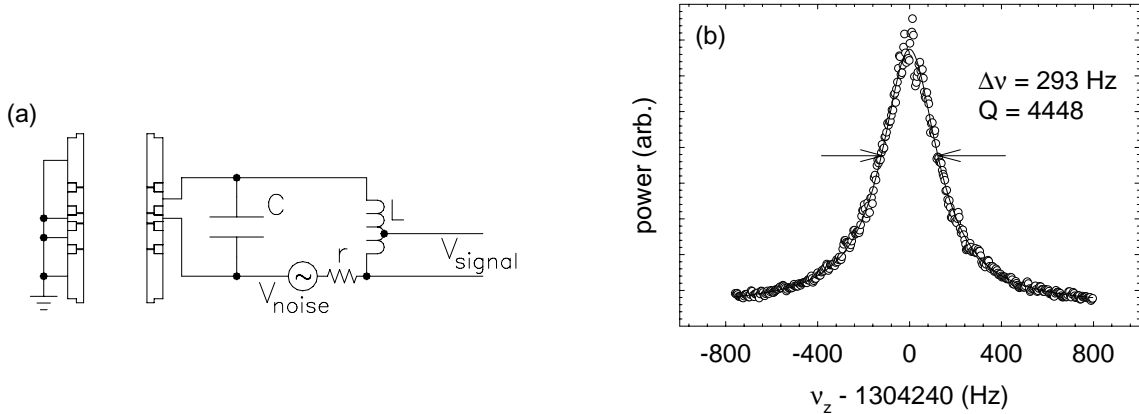 (a)
C
L
r
V_signal
V_noise
(b)
Δν = 293 Hz
Q = 4448
power (arb.)
-800 -400 0 400 800
ν_z - 1304240 (Hz)